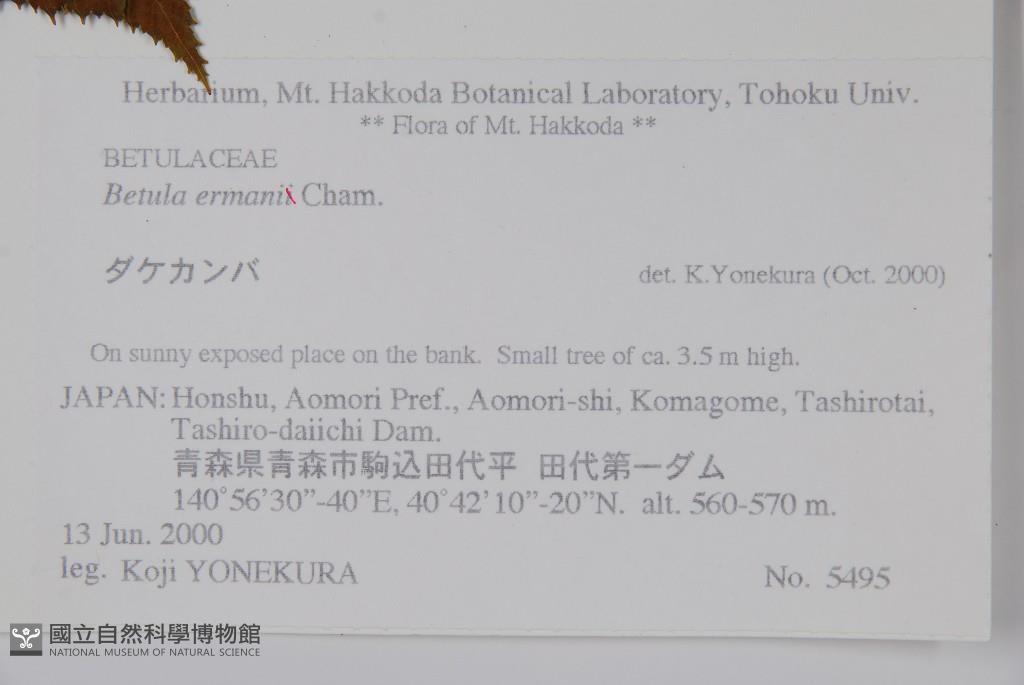 Herbarium, Mt. Hakkoda Botanical Laboratory, Tohoku Univ.
** Flora of Mt. Hakkoda **
BETULACEAE
Betula ermanii Cham.
ダケカンバ det. K.Yonekura (Oct. 2000)
On sunny exposed place on the bank. Small tree of ca. 3.5 m high.
JAPAN: Honshu, Aomori Pref., Aomori-shi, Komagome, Tashirotai,
Tashiro-daiichi Dam.
青森県青森市駒込田代平 田代第一ダム
140˚56’30”-40”E, 40˚42’10”-20”N. alt. 560-570 m.
13 Jun. 2000
leg. Koji YONEKURA No. 5495
國立自然科學博物館
NATIONAL MUSEUM OF NATURAL SCIENCE